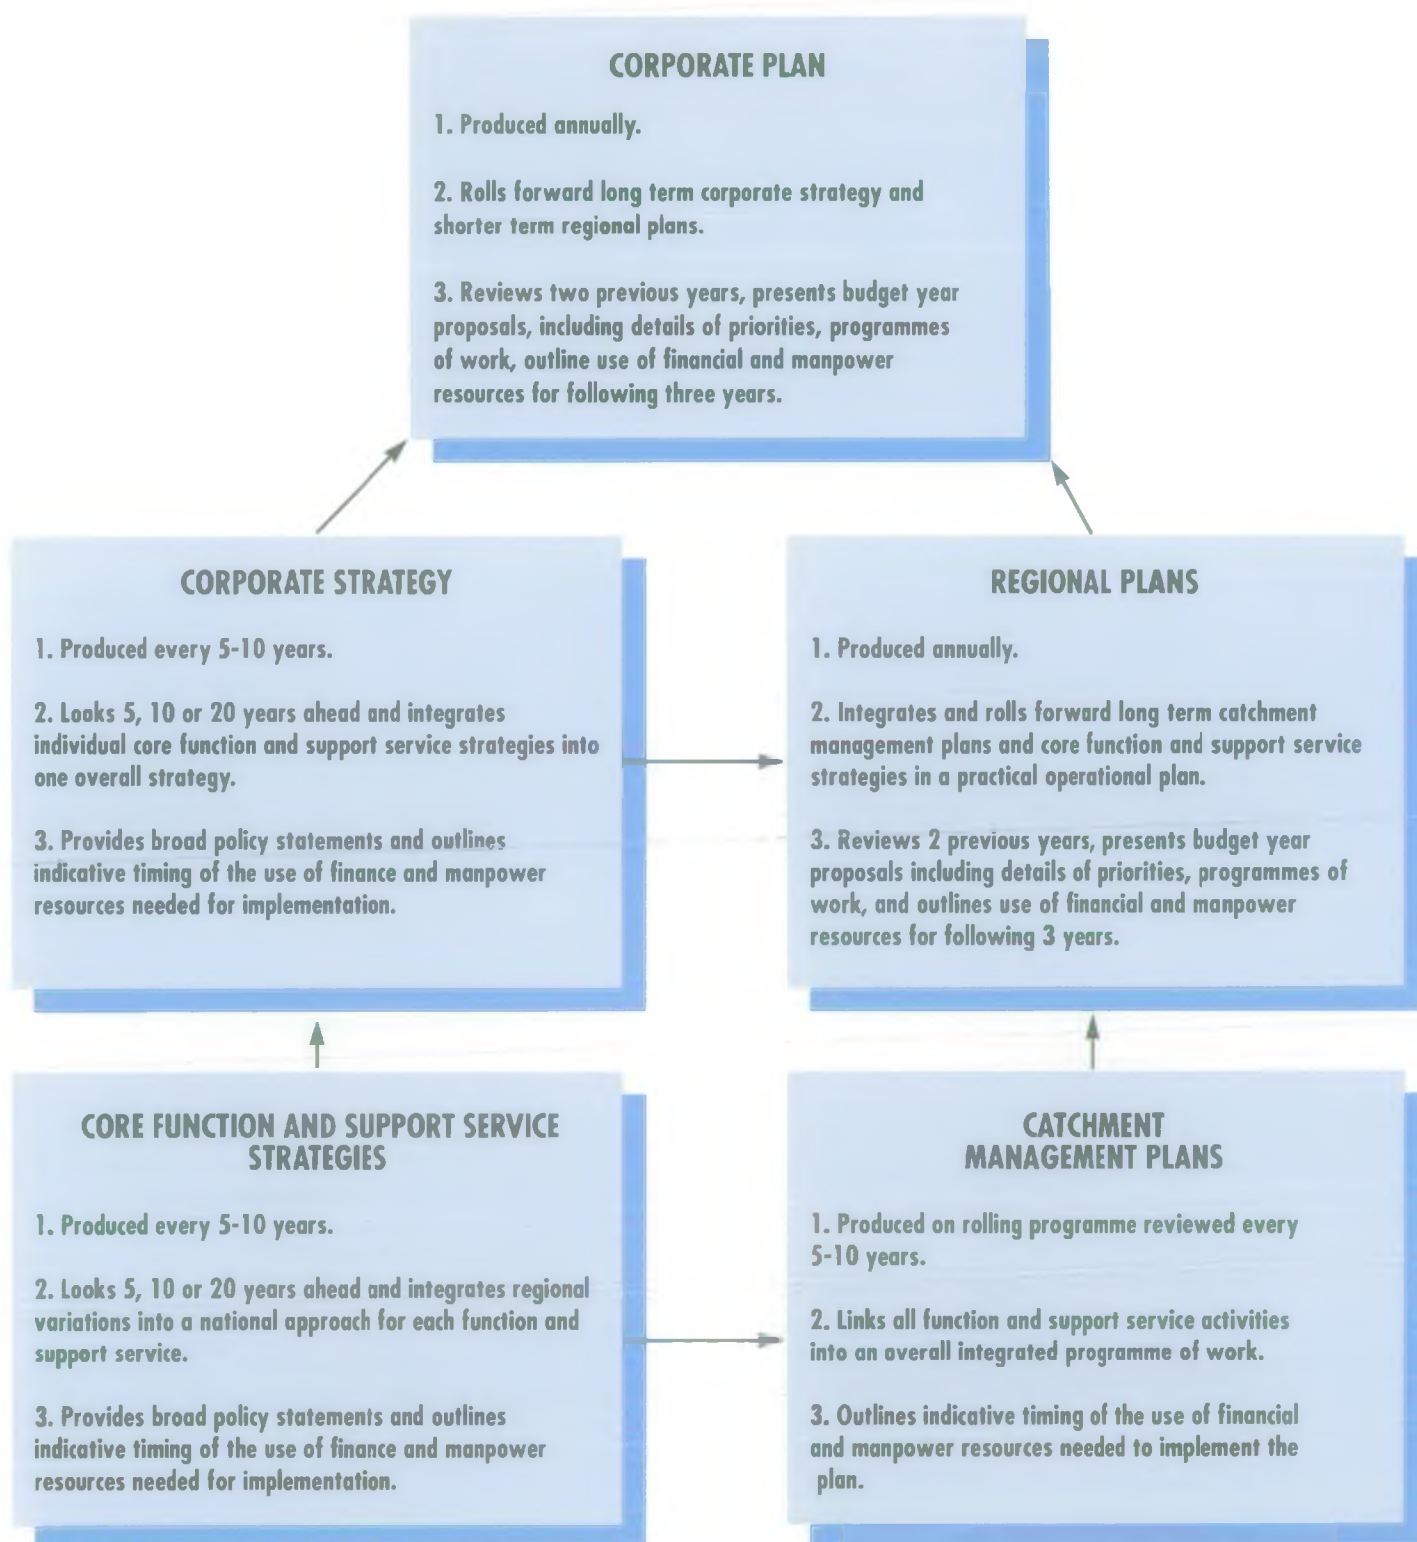 CORPORATE PLAN
1. Produced annually.
2. Rolls forward long term corporate strategy and
shorter term regional plans.
3. Reviews two previous years, presents budget year
proposals, including details of priorities, programmes
of work, outline use of financial and manpower
resources for following three years.
CORPORATE STRATEGY
1. Produced every 5-10 years.
2. Looks 5, 10 or 20 years ahead and integrates
individual core function and support service strategies into
one overall strategy.
3. Provides broad policy statements and outlines
indicative timing of the use of finance and manpower
resources needed for implementation.
REGIONAL PLANS
1. Produced annually.
2. Integrates and rolls forward long term catchment
management plans and core function and support service
strategies in a practical operational plan.
3. Reviews 2 previous years, presents budget year
proposals including details of priorities, programmes of
work, and outlines use of financial and manpower
resources for following 3 years.
CORE FUNCTION AND SUPPORT SERVICE
STRATEGIES
1. Produced every 5-10 years.
2. Looks 5, 10 or 20 years ahead and integrates regional
variations into a national approach for each function and
support service.
3. Provides broad policy statements and outlines
indicative timing of the use of finance and manpower
resources needed for implementation.
CATCHMENT
MANAGEMENT PLANS
1. Produced on rolling programme reviewed every
5-10 years.
2. Links all function and support service activities
into an overall integrated programme of work.
3. Outlines indicative timing of the use of financial
and manpower resources needed to implement the
plan.